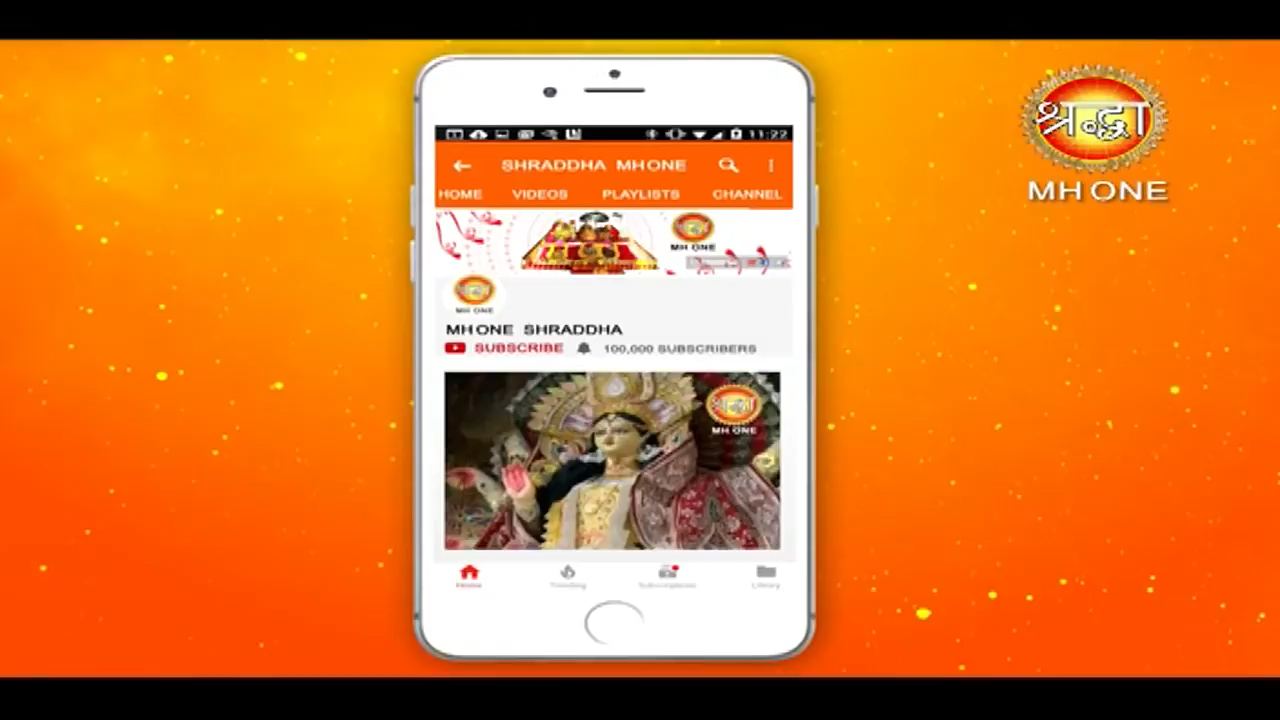 श्रद्धा
MH ONE
11:22
SHRADDHA MHONE
HOME VIDEOS PLAYLISTS CHANNEL
MH ONE
श्रद्धा
MH ONE
MHONE SHRADDHA
SUBSCRIBE 100,000 SUBSCRIBERS
श्रद्धा
MH ONE
Home Trending Subscriptions Library